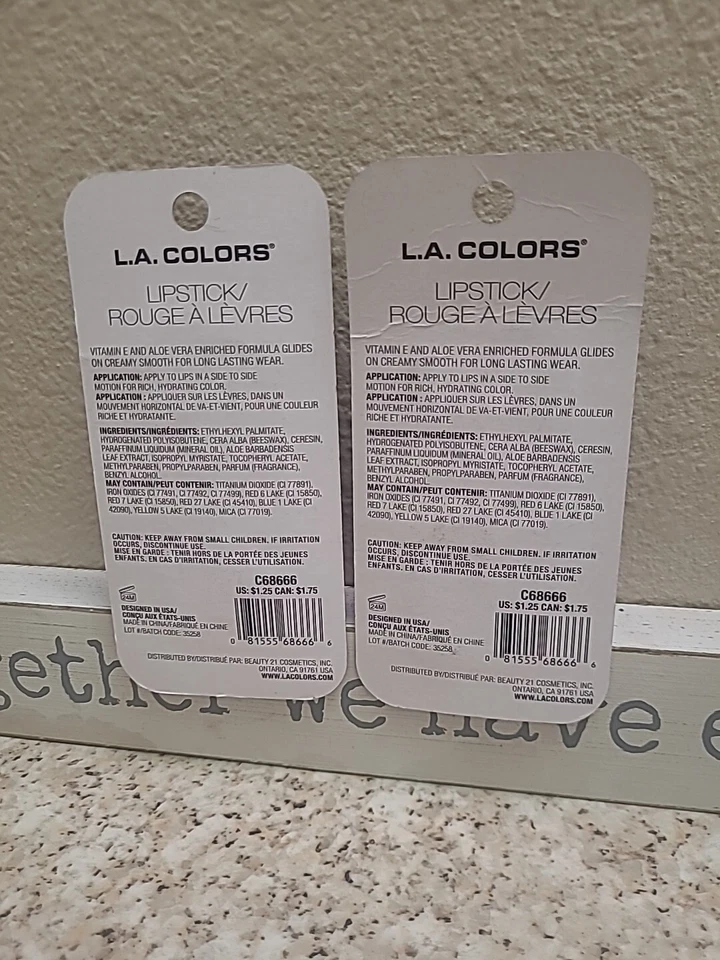 L.A. COLORS®
LIPSTICK/
ROUGE À LÈVRES
VITAMIN E AND ALOE VERA ENRICHED FORMULA GLIDES
ON CREAMY SMOOTH FOR LONG LASTING WEAR.
APPLICATION: APPLY TO LIPS IN A SIDE TO SIDE
MOTION FOR RICH, HYDRATING COLOR.
APPLICATION : APPLIQUER SUR LES LÈVRES, DANS UN
MOUVEMENT HORIZONTAL DE VA-ET-VIENT, POUR UNE COULEUR
RICHE ET HYDRATANTE.
INGREDIENTS/INGRÉDIENTS: ETHYLHEXYL PALMITATE,
HYDROGENATED POLYISOBUTENE, CERA ALBA (BEESWAX), CERESIN,
PARAFFINUM LIQUIDUM (MINERAL OIL), ALOE BARBADENSIS
LEAF EXTRACT, ISOPROPYL MYRISTATE, TOCOPHERYL ACETATE,
METHYLPARABEN, PROPYLPARABEN, PARFUM (FRAGRANCE),
BENZYL ALCOHOL.
MAY CONTAIN/PEUT CONTENIR: TITANIUM DIOXIDE (CI 77891),
IRON OXIDES (CI 77491, CI 77492, CI 77499), RED 6 LAKE (CI 15850),
RED 7 LAKE (CI 15850), RED 27 LAKE (CI 45410), BLUE 1 LAKE (CI
42090), YELLOW 5 LAKE (CI 19140), MICA (CI 77019).
CAUTION: KEEP AWAY FROM SMALL CHILDREN. IF IRRITATION
OCCURS, DISCONTINUE USE.
MISE EN GARDE : TENIR HORS DE LA PORTÉE DES JEUNES
ENFANTS. EN CAS D'IRRITATION, CESSER L'UTILISATION.
C68666
US: $1.25 CAN: $1.75
24M
DESIGNED IN USA/
CONÇU AUX ÉTATS-UNIS
MADE IN CHINA/FABRIQUÉ EN CHINE
LOT #/BATCH CODE: 35258
0 81555 68666 6
DISTRIBUTED BY/DISTRIBUÉ PAR: BEAUTY 21 COSMETICS, INC.
ONTARIO, CA 91761 USA
WWW.LACOLORS.COM
L.A. COLORS®
LIPSTICK/
ROUGE À LÈVRES
VITAMIN E AND ALOE VERA ENRICHED FORMULA GLIDES
ON CREAMY SMOOTH FOR LONG LASTING WEAR.
APPLICATION: APPLY TO LIPS IN A SIDE TO SIDE
MOTION FOR RICH, HYDRATING COLOR.
APPLICATION : APPLIQUER SUR LES LÈVRES, DANS UN
MOUVEMENT HORIZONTAL DE VA-ET-VIENT, POUR UNE COULEUR
RICHE ET HYDRATANTE.
INGREDIENTS/INGRÉDIENTS: ETHYLHEXYL PALMITATE,
HYDROGENATED POLYISOBUTENE, CERA ALBA (BEESWAX), CERESIN,
PARAFFINUM LIQUIDUM (MINERAL OIL), ALOE BARBADENSIS
LEAF EXTRACT, ISOPROPYL MYRISTATE, TOCOPHERYL ACETATE,
METHYLPARABEN, PROPYLPARABEN, PARFUM (FRAGRANCE),
BENZYL ALCOHOL.
MAY CONTAIN/PEUT CONTENIR: TITANIUM DIOXIDE (CI 77891),
IRON OXIDES (CI 77491, CI 77492, CI 77499), RED 6 LAKE (CI 15850),
RED 7 LAKE (CI 15850), RED 27 LAKE (CI 45410), BLUE 1 LAKE (CI
42090), YELLOW 5 LAKE (CI 19140), MICA (CI 77019).
CAUTION: KEEP AWAY FROM SMALL CHILDREN. IF IRRITATION
OCCURS, DISCONTINUE USE.
MISE EN GARDE : TENIR HORS DE LA PORTÉE DES JEUNES
ENFANTS. EN CAS D'IRRITATION, CESSER L'UTILISATION.
C68666
US: $1.25 CAN: $1.75
24M
DESIGNED IN USA/
CONÇU AUX ÉTATS-UNIS
MADE IN CHINA/FABRIQUÉ EN CHINE
LOT #/BATCH CODE: 35258
0 81555 68666 6
DISTRIBUTED BY/DISTRIBUÉ PAR: BEAUTY 21 COSMETICS, INC.
ONTARIO, CA 91761 USA
WWW.LACOLORS.COM
gether we have e